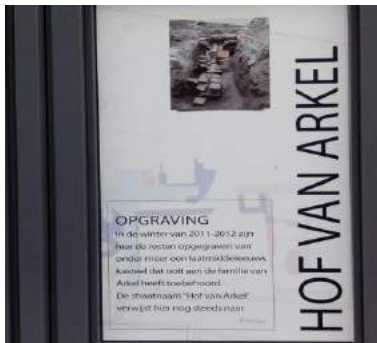 HOF VAN ARKEL
OPGRAVING
In de winter van 2011-2012 zijn
hier de resten opgegraven van
onder meer een laatmiddeleeuws
kasteel dat ooit aan de familie van
Arkel heeft toebehoord.
De straatnaam "Hof van Arkel"
verwijst hier nog steeds naar.